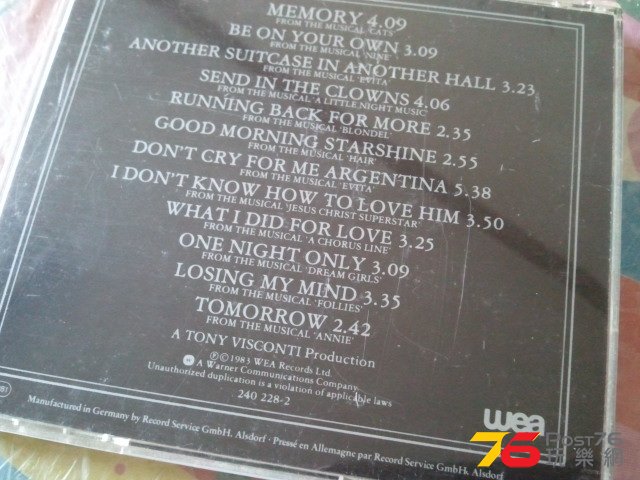 MEMORY 4.09
FROM THE MUSICAL 'CATS'
BE ON YOUR OWN 3.09
FROM THE MUSICAL 'NINE'
ANOTHER SUITCASE IN ANOTHER HALL 3.23
FROM THE MUSICAL 'EVITA'
SEND IN THE CLOWNS 4.06
FROM THE MUSICAL 'A LITTLE NIGHT MUSIC'
RUNNING BACK FOR MORE 2.35
FROM THE MUSICAL 'BLONDEL'
GOOD MORNING STARSHINE 2.55
FROM THE MUSICAL 'HAIR'
DON'T CRY FOR ME ARGENTINA 5.38
FROM THE MUSICAL 'EVITA'
I DON'T KNOW HOW TO LOVE HIM 3.50
FROM THE MUSICAL 'JESUS CHRIST SUPERSTAR'
WHAT I DID FOR LOVE 3.25
FROM THE MUSICAL 'A CHORUS LINE'
ONE NIGHT ONLY 3.09
FROM THE MUSICAL 'DREAM GIRLS'
LOSING MY MIND 3.35
FROM THE MUSICAL 'FOLLIES'
TOMORROW 2.42
FROM THE MUSICAL 'ANNIE'
A TONY VISCONTI Production
Ⓟ©1983 WEA Records Ltd.
A Warner Communications Company
Unauthorized duplication is a violation of applicable laws
240 228-2
wea
Manufactured in Germany by Record Service GmbH, Alsdorf · Pressé en Allemagne par Record Service GmbH, Alsdorf
76 Post76
玩樂網